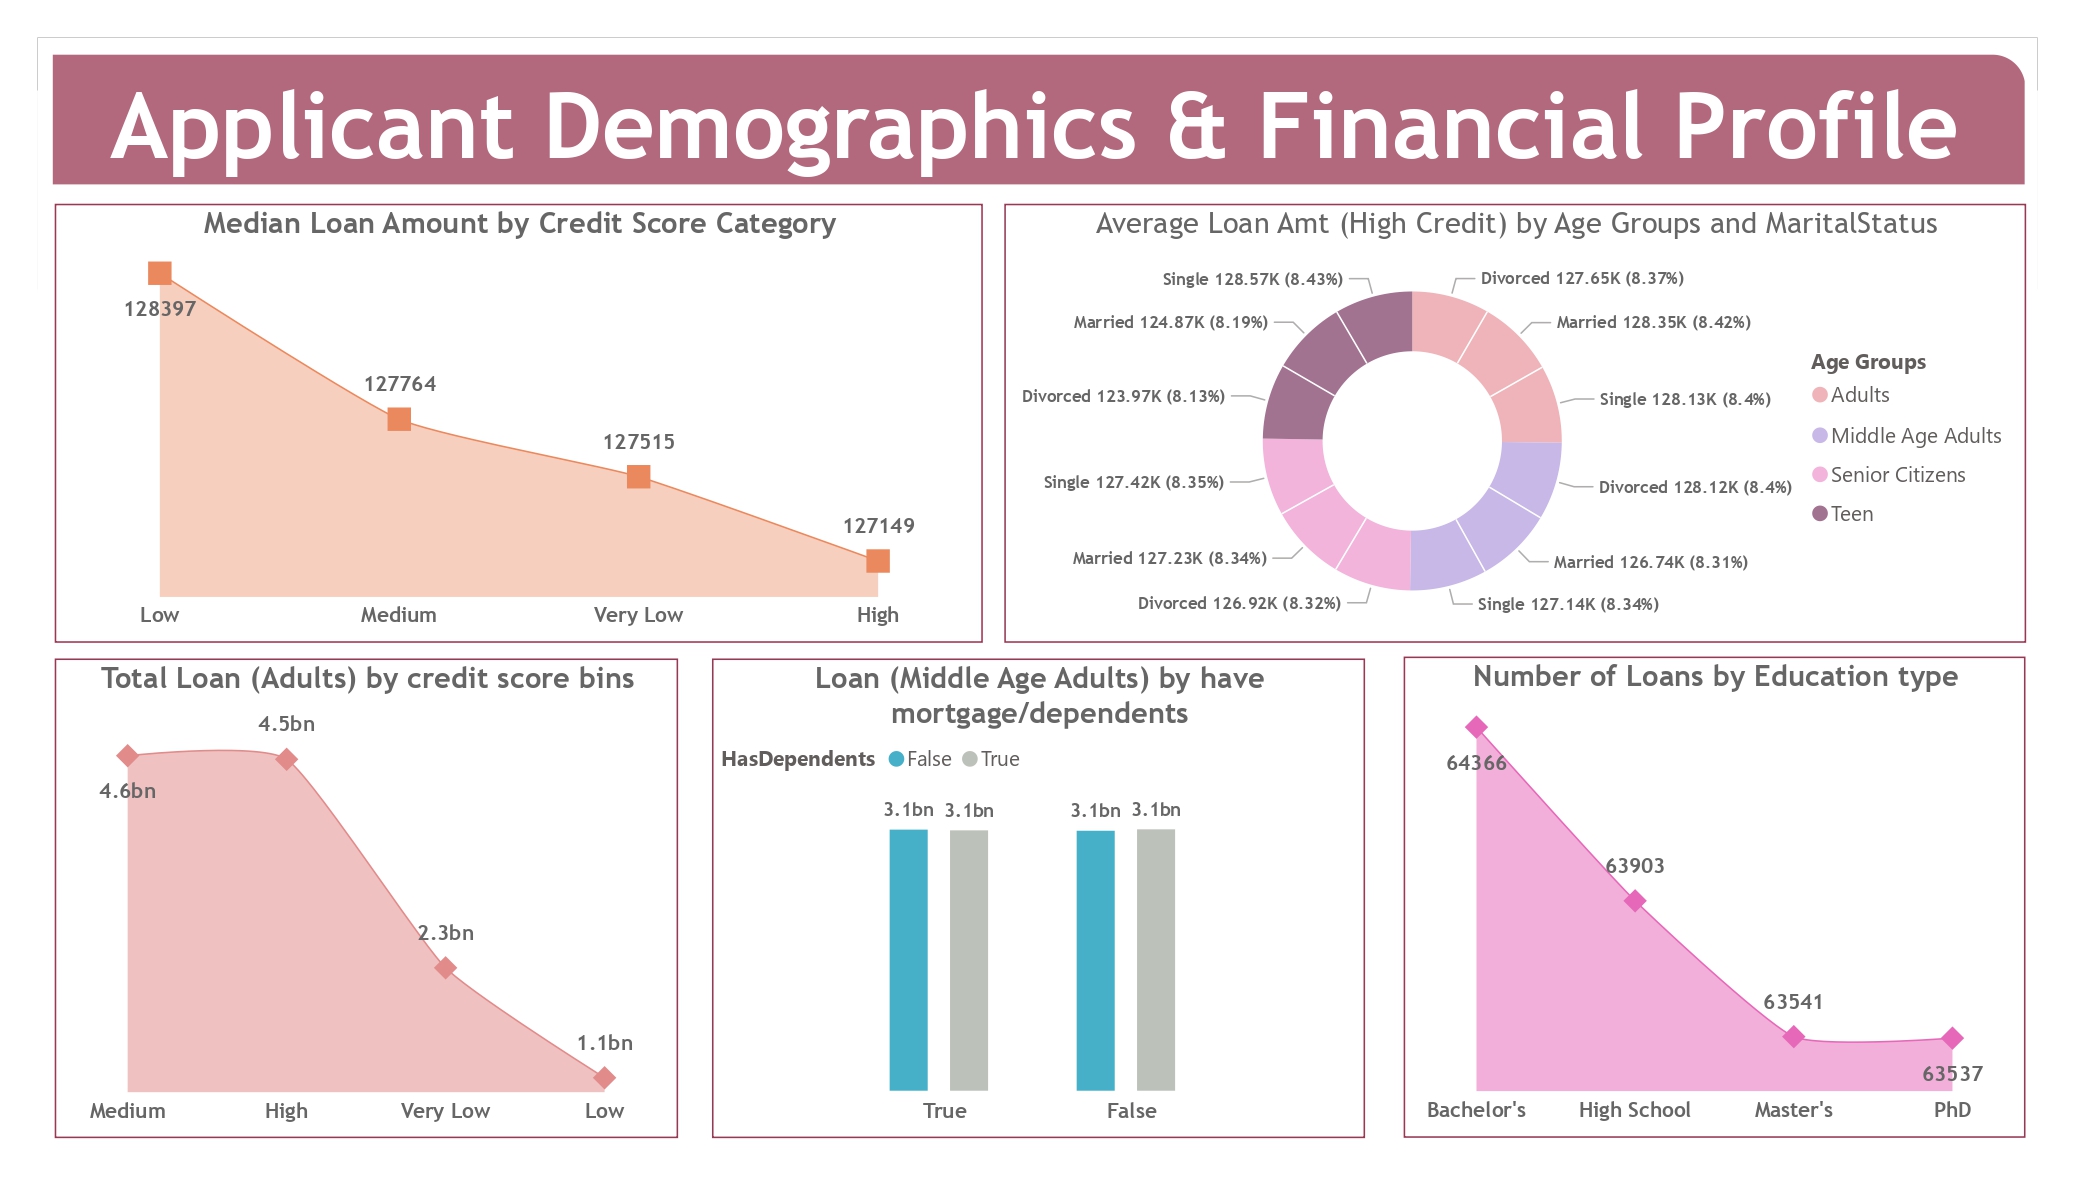 Applicant Demographics & Financial Profile
Median Loan Amount by Credit Score Category
128397
127764
127515
127149
Low
Medium
Very Low
High
Average Loan Amt (High Credit) by Age Groups and MaritalStatus
Single 128.57K (8.43%)
Divorced 127.65K (8.37%)
Married 124.87K (8.19%)
Married 128.35K (8.42%)
Divorced 123.97K (8.13%)
Single 128.13K (8.4%)
Single 127.42K (8.35%)
Divorced 128.12K (8.4%)
Married 127.23K (8.34%)
Married 126.74K (8.31%)
Divorced 126.92K (8.32%)
Single 127.14K (8.34%)
Age Groups
Adults
Middle Age Adults
Senior Citizens
Teen
Total Loan (Adults) by credit score bins
4.6bn
4.5bn
2.3bn
1.1bn
Medium
High
Very Low
Low
Loan (Middle Age Adults) by have
mortgage/dependents
HasDependents False True
3.1bn 3.1bn 3.1bn 3.1bn
True
False
Number of Loans by Education type
64366
63903
63541
63537
Bachelor's
High School
Master's
PhD